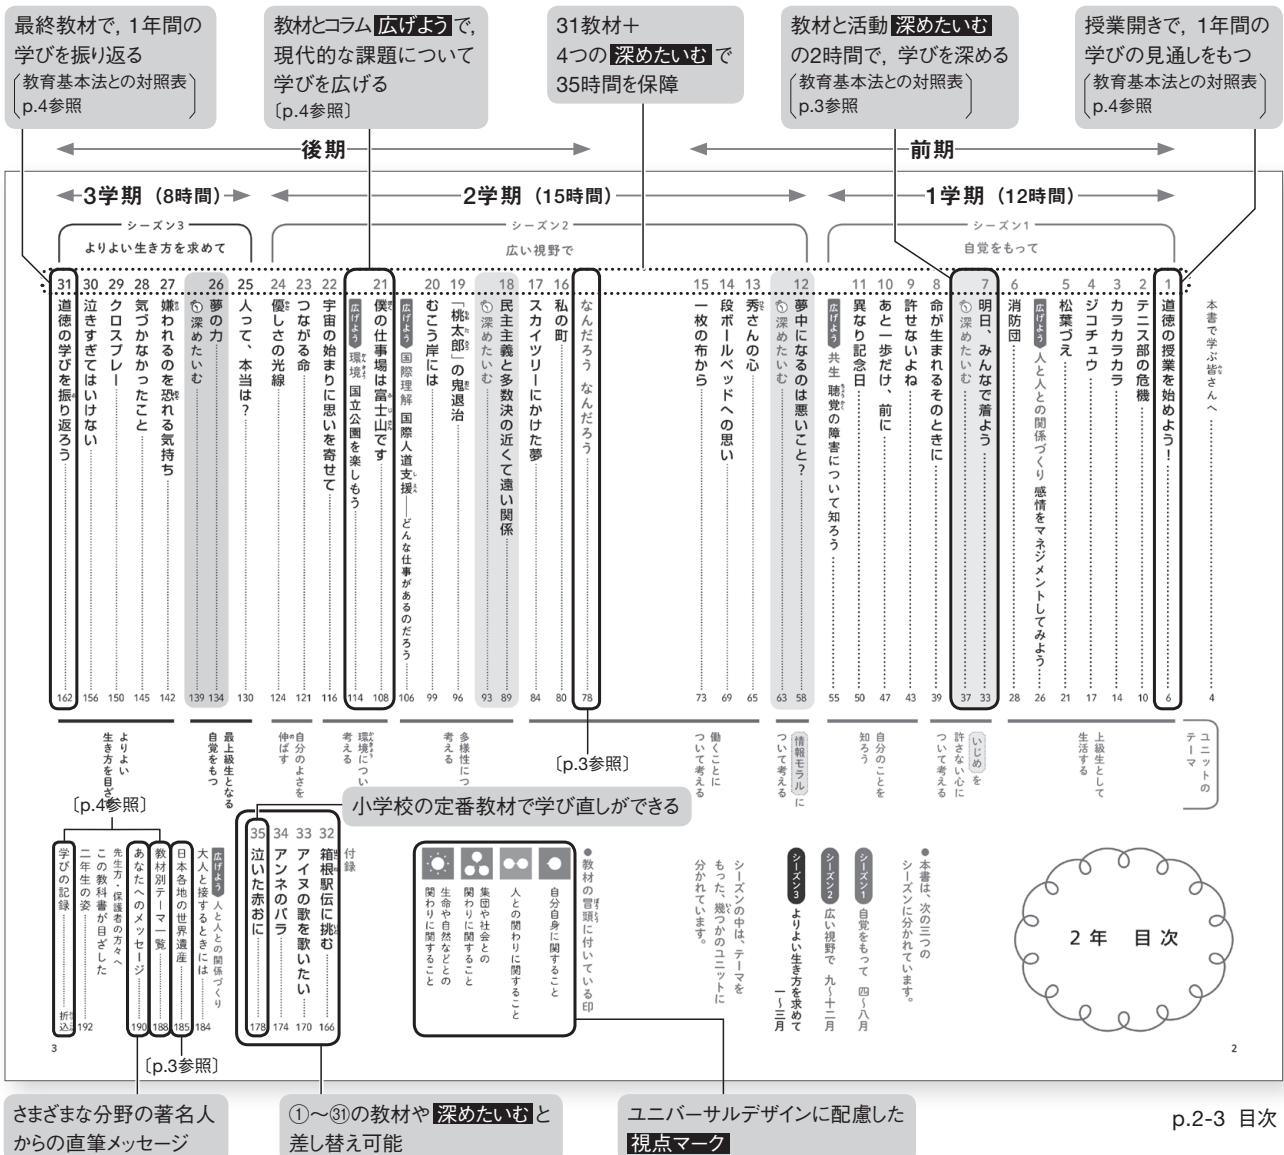 最終教材で，1年間の
学びを振り返る
教育基本法との対照表
p.4参照
教材とコラム 広げよう で，
現代的な課題について
学びを広げる
〔p.4参照〕
31教材＋
4つの 深めたいむ で
35時間を保障
教材と活動 深めたいむ
の2時間で，学びを深める
教育基本法との対照表
p.3参照
授業開きで，1年間の
学びの見通しをもつ
教育基本法との対照表
p.4参照
後期
前期
3学期（8時間）
2学期（15時間）
1学期（12時間）
シーズン3
よりよい生き方を求めて
シーズン2
広い視野で
シーズン1
自覚をもって
本書で学ぶ皆さんへ 4
1 道徳の授業を始めよう！ 6
2 テニス部の危機 10
3 カラカラカラ 14
4 ジコチュウ 17
5 松葉づえ 21
広げよう 人と人との関係づくり 感情をマネジメントしてみよう 26
6 消防団 28
7 明日、みんなで着よう 33
深めたいむ 37
8 命が生まれるそのときに 39
9 許せないよね 43
10 あと一歩だけ、前に 47
11 異なり記念日 50
広げよう 共生 聴覚の障害について知ろう 55
12 夢中になるのは悪いこと？ 58
深めたいむ 63
13 秀さんの心 65
14 段ボールベッドへの思い 69
15 一枚の布から 73
なんだろう なんだろう 78
16 私の町 80
17 スカイツリーにかけた夢 84
18 民主主義と多数決の近くて遠い関係 89
深めたいむ 93
19 「桃太郎」の鬼退治 96
20 むこう岸には 99
広げよう 国際理解 国際人道支援――どんな仕事があるのだろう 106
21 僕の仕事場は富士山です 108
広げよう 環境 国立公園を楽しもう 114
22 宇宙の始まりに思いを寄せて 116
23 つながる命 121
24 優しさの光線 124
25 人って、本当は？ 130
26 夢の力 134
深めたいむ 139
27 嫌われるのを恐れる気持ち 142
28 気づかなかったこと 145
29 クロスプレー 150
30 泣きすぎてはいけない 156
31 道徳の学びを振り返ろう 162
ユニットの
テーマ
上級生として
生活する
いじめを
許さない心に
ついて考える
自分のことを
知ろう
情報モラルに
ついて考える
働くことに
ついて考える
〔p.3参照〕
多様性につ
考える
環境につい
考える
自分のよさを
伸ばす
最上級生となる
自覚をもつ
よりよい
生き方を目ざ
〔p.4参照〕
小学校の定番教材で学び直しができる
2年 目次
●本書は、次の三つの
シーズンに分かれています。
シーズン1 自覚をもって 四〜八月
シーズン2 広い視野で 九〜十二月
シーズン3 よりよい生き方を求めて
一〜三月
シーズンの中は、テーマを
もった、幾つかのユニットに
分かれています。
●教材の冒頭に付いている印
自分自身に関すること
人との関わりに関すること
集団や社会との
関わりに関すること
生命や自然などとの
関わりに関すること
付録
32 箱根駅伝に挑む 166
33 アイヌの歌を歌いたい 170
34 アンネのバラ 174
35 泣いた赤おに 178
広げよう 人と人との関係づくり
大人と接するときには 184
日本各地の世界遺産 185
教材別テーマ一覧 188
あなたへのメッセージ 190
先生方・保護者の方々へ
この教科書が目ざした
二年生の姿 192
学びの記録 折込
3
2
〔p.3参照〕
さまざまな分野の著名人
からの直筆メッセージ
①〜㉛の教材や 深めたいむ と
差し替え可能
ユニバーサルデザインに配慮した
視点マーク
p.2-3 目次